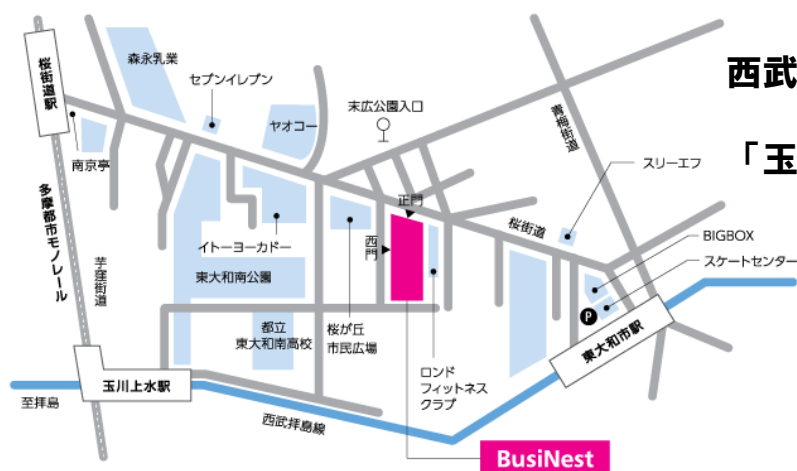 森永乳業
西武
桜街道駅
セブンイレブン
末広公園入口
ヤオコー
青梅街道
「玉
南京亭
スリーエフ
正門
多摩都市モノレール
桜街道
西門
イトーヨーカドー
BIGBOX
芋窪街道
東大和南公園
スケートセンター
P
都立
東大和南高校
桜が丘
市民広場
東大和市駅
ロンド
フィットネス
クラブ
玉川上水駅
至拝島
西武拝島線
BusiNest